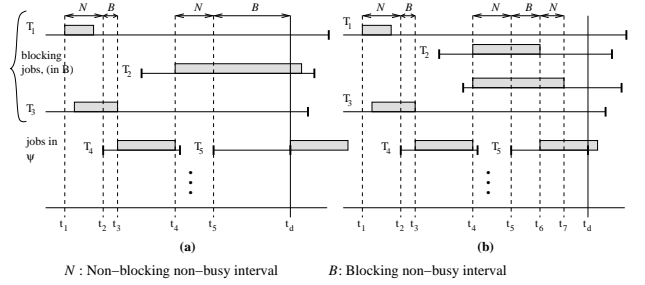 N B N B
T1
blocking
jobs, (in B)
T2
T3
jobs in
ψ
T4 T5
t1 t2 t3 t4 t5 td
(a)
N B N B N
T1
T2
T3
T4 T5
t1 t2 t3 t4 t5 t6 t7 td
(b)
N : Non−blocking non−busy interval B: Blocking non−busy interval